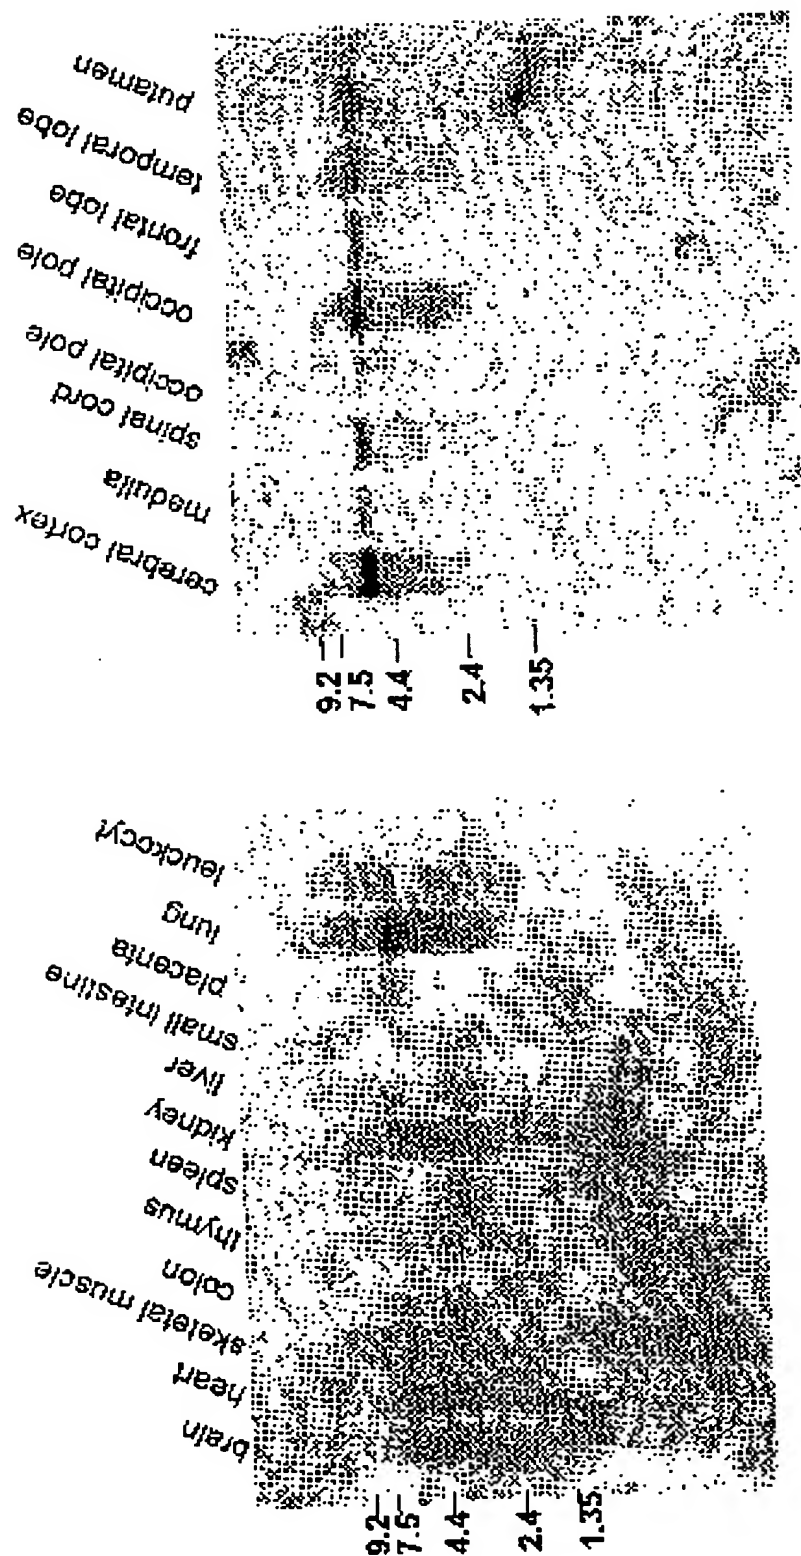 putamen
temporal lobe
frontal lobe
occipital pole
occipital pole
spinal cord
medulla
cerebral cortex
9.2
7.5
4.4
2.4
1.35
leuckocyt
lung
placenta
small intestine
liver
kidney
spleen
thymus
colon
skeletal muscle
heart
brain
9.2
7.5
4.4
2.4
1.35